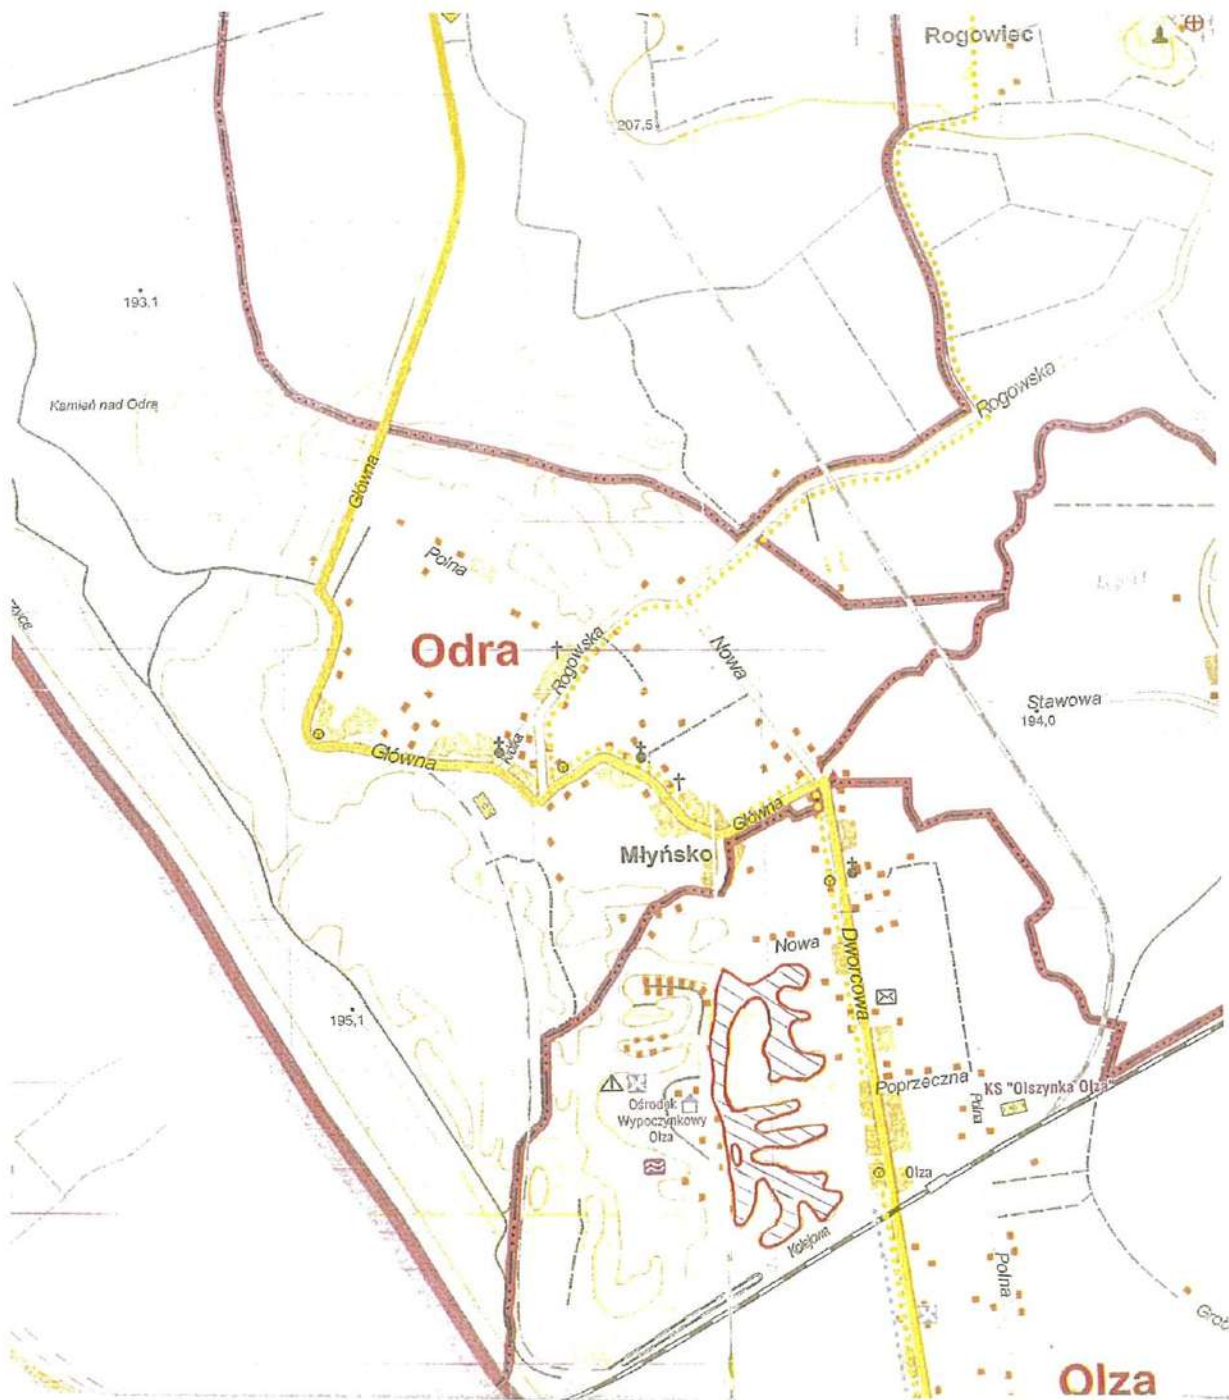 Rogowiec
207,5
193,1
Kamień nad Odrą
Rogowska
Główna
Polna
Odra
Rogowska
Nowa
Stawowa
194,0
Główna
Główna
Młyńsko
Nowa
Dworcowa
195,1
Poprzeczna
KS "Olszynka Olza"
Polna
Ośrodek
Wypoczynkowy
Olza
Olza
Kolejowa
Polna
Olza